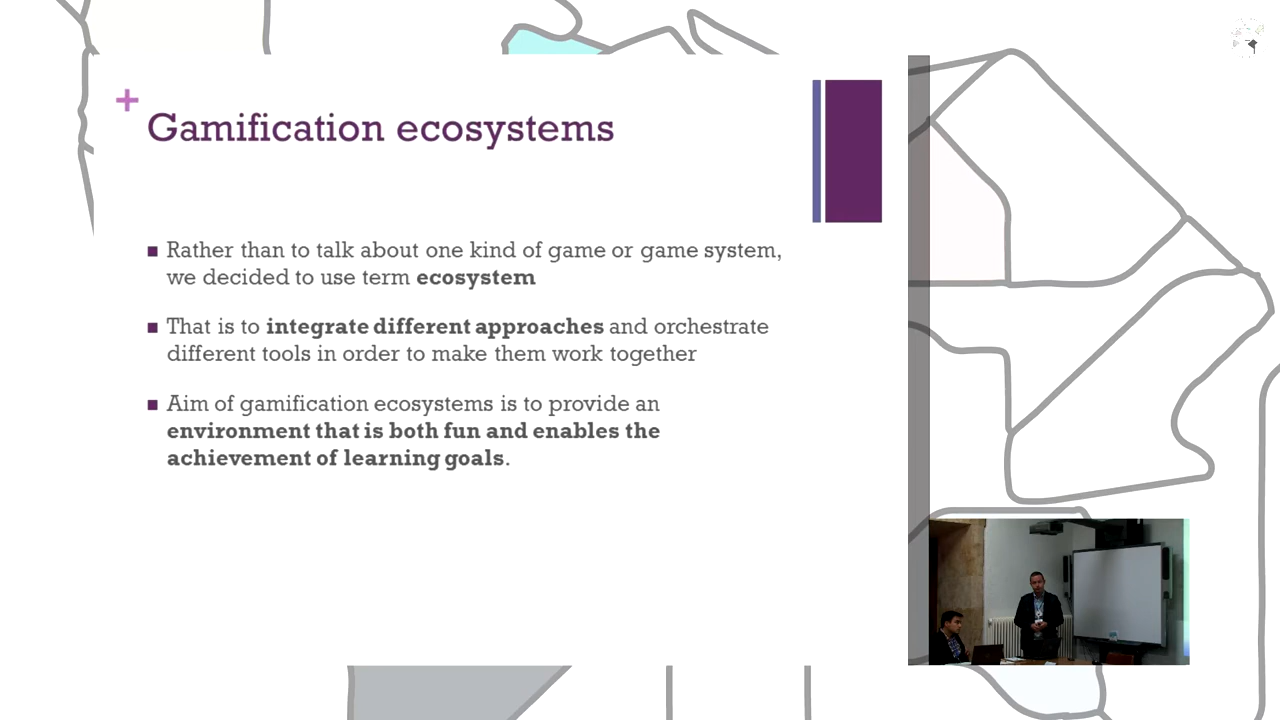 +
Gamification ecosystems
■ Rather than to talk about one kind of game or game system,
we decided to use term ecosystem
■ That is to integrate different approaches and orchestrate
different tools in order to make them work together
■ Aim of gamification ecosystems is to provide an
environment that is both fun and enables the
achievement of learning goals.